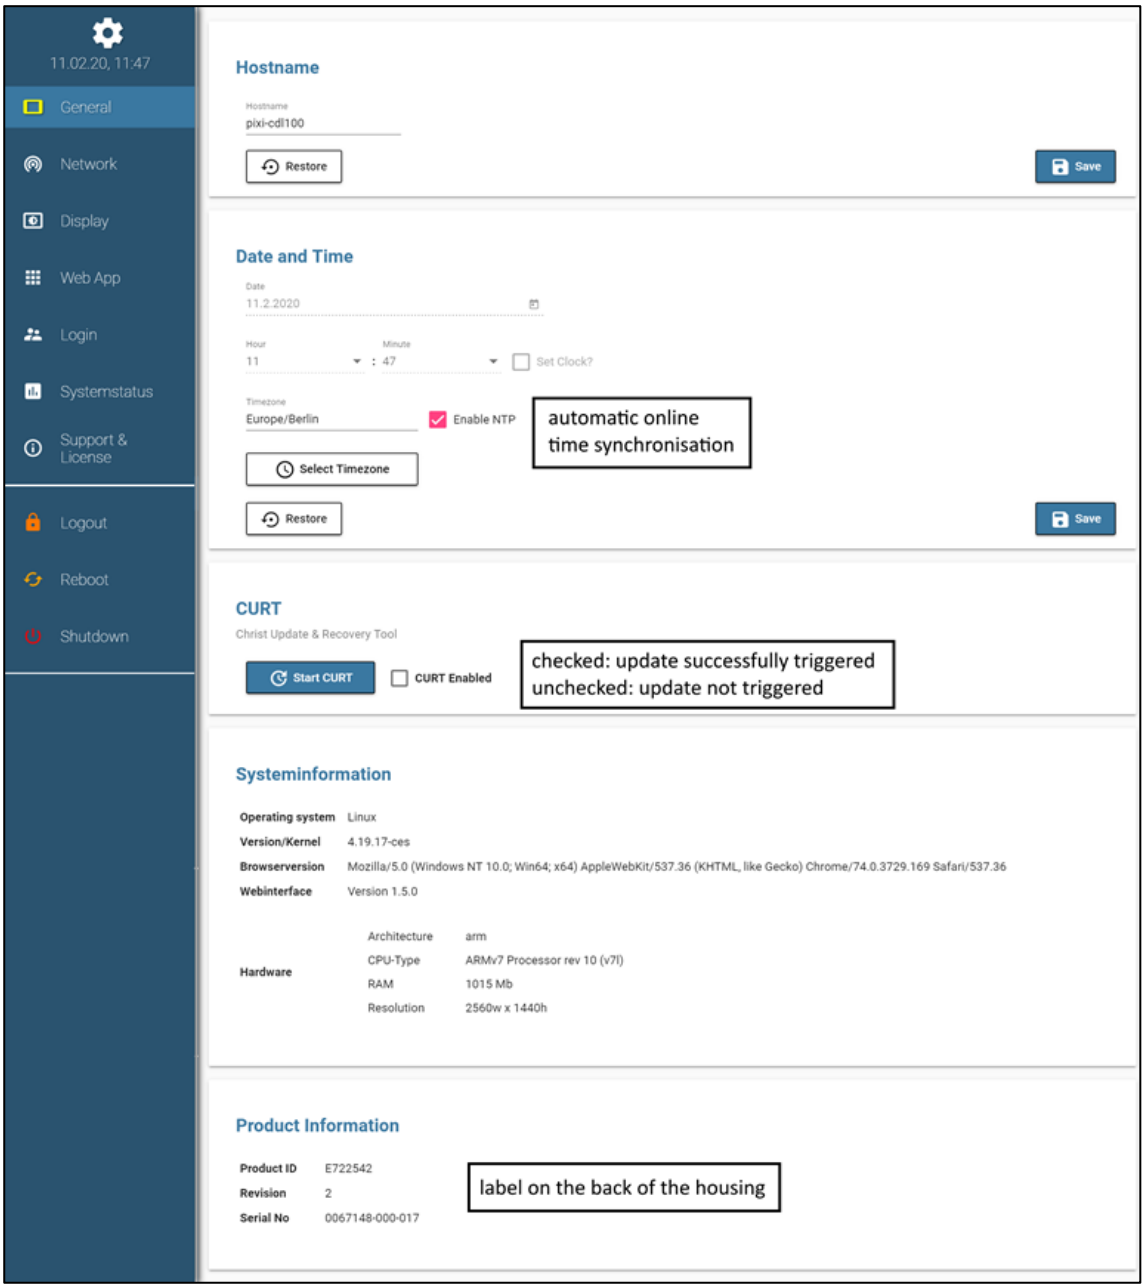 11.02.20, 11:47
General
Network
Display
Web App
Login
Systemstatus
Support &
License
Logout
Reboot
Shutdown
Hostname
Hostname
pixi-cdl100
Restore
Save
Date and Time
Date
11.2.2020
Hour
Minute
11 : 47 Set Clock?
Timezone
Europe/Berlin
Enable NTP
automatic online
time synchronisation
Select Timezone
Restore
Save
CURT
Christ Update & Recovery Tool
Start CURT
CURT Enabled
checked: update successfully triggered
unchecked: update not triggered
Systeminformation
Operating system Linux
Version/Kernel 4.19.17-ces
Browserversion Mozilla/5.0 (Windows NT 10.0; Win64; x64) AppleWebKit/537.36 (KHTML, like Gecko) Chrome/74.0.3729.169 Safari/537.36
Webinterface Version 1.5.0
Hardware
Architecture arm
CPU-Type ARMv7 Processor rev 10 (v7l)
RAM 1015 Mb
Resolution 2560w x 1440h
Product Information
Product ID E722542
Revision 2
Serial No 0067148-000-017
label on the back of the housing